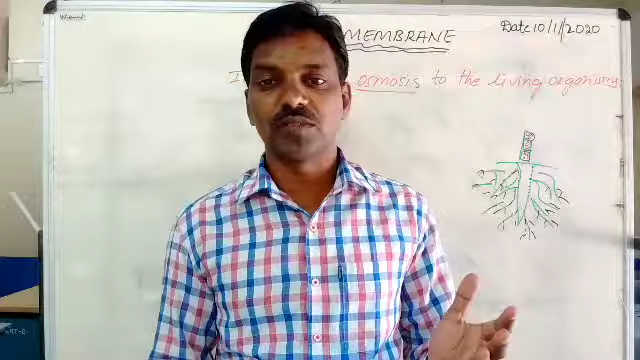 MEMBRANE
Date 10/11/2020
osmosis to the living organisms